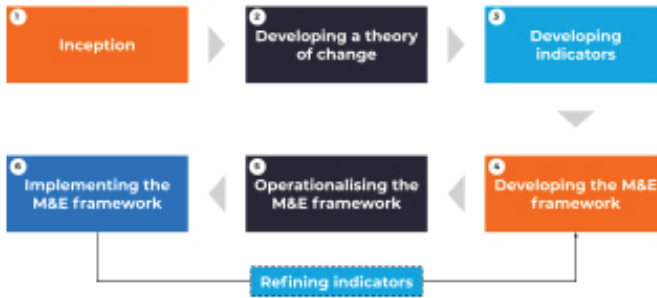 1
Inception
2
Developing a theory
of change
3
Developing
indicators
4
Developing the M&E
framework
5
Operationalising the
M&E framework
6
Implementing the
M&E framework
Refining indicators